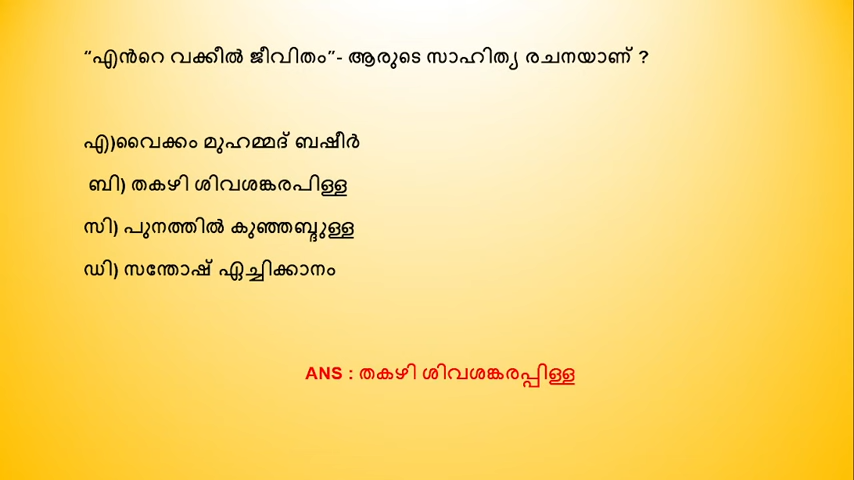 “എൻറെ വക്കീൽ ജീവിതം”- ആരുടെ സാഹിത്യ രചനയാണ് ?
എ)വൈക്കം മുഹമ്മദ് ബഷീർ
ബി) തകഴി ശിവശങ്കരപിള്ള
സി) പുനത്തിൽ കുഞ്ഞബ്ദുള്ള
ഡി) സന്തോഷ് ഏച്ചിക്കാനം
ANS : തകഴി ശിവശങ്കരപ്പിള്ള